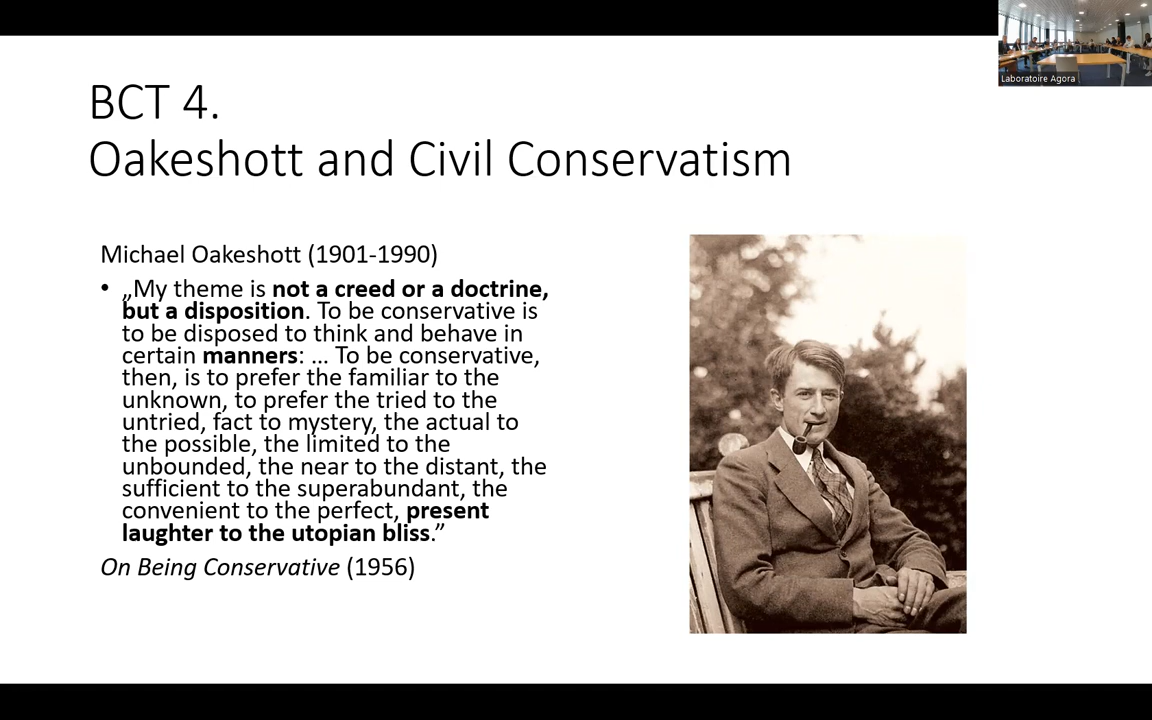 Laboratoire Agora
BCT 4.
Oakeshott and Civil Conservatism
Michael Oakeshott (1901-1990)
• „My theme is not a creed or a doctrine,
but a disposition. To be conservative is
to be disposed to think and behave in
certain manners: ... To be conservative,
then, is to prefer the familiar to the
unknown, to prefer the tried to the
untried, fact to mystery, the actual to
the possible, the limited to the
unbounded, the near to the distant, the
sufficient to the superabundant, the
convenient to the perfect, present
laughter to the utopian bliss.”
On Being Conservative (1956)